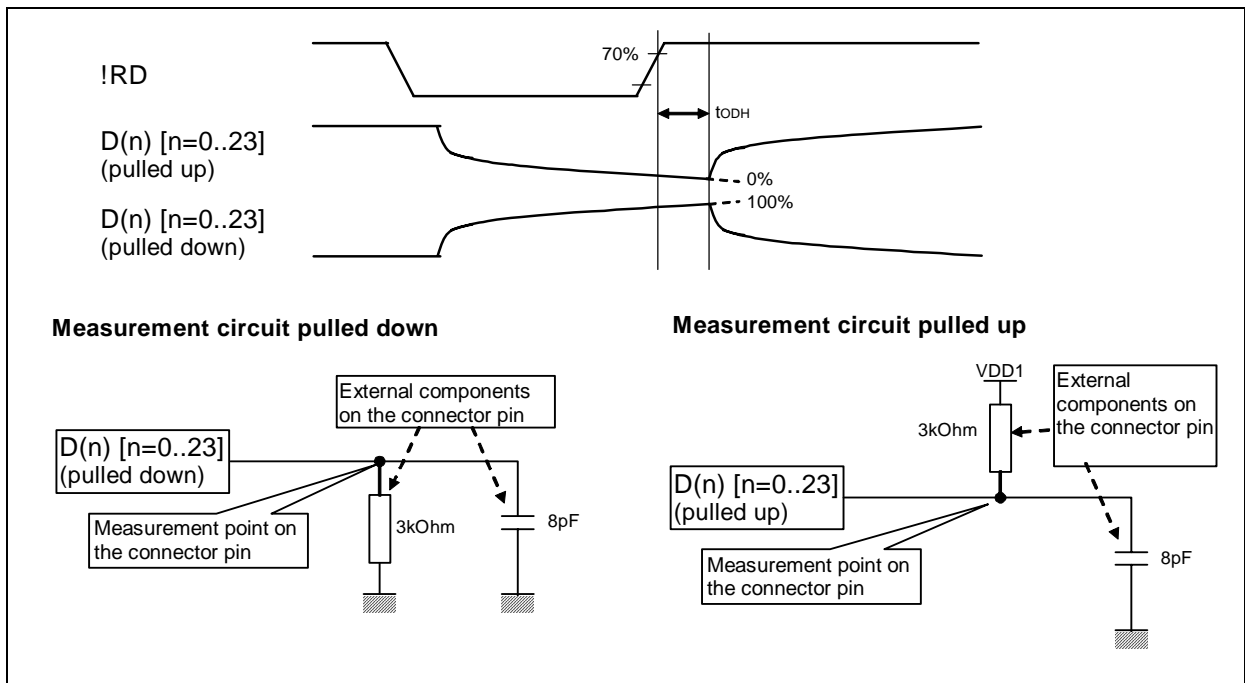 !RD
70%
tODH
D(n) [n=0..23]
(pulled up)
0%
100%
D(n) [n=0..23]
(pulled down)
Measurement circuit pulled down
External components
on the connector pin
D(n) [n=0..23]
(pulled down)
3kOhm
8pF
Measurement point on
the connector pin
Measurement circuit pulled up
VDD1
External
components on
the connector pin
3kOhm
D(n) [n=0..23]
(pulled up)
Measurement point on
the connector pin
8pF